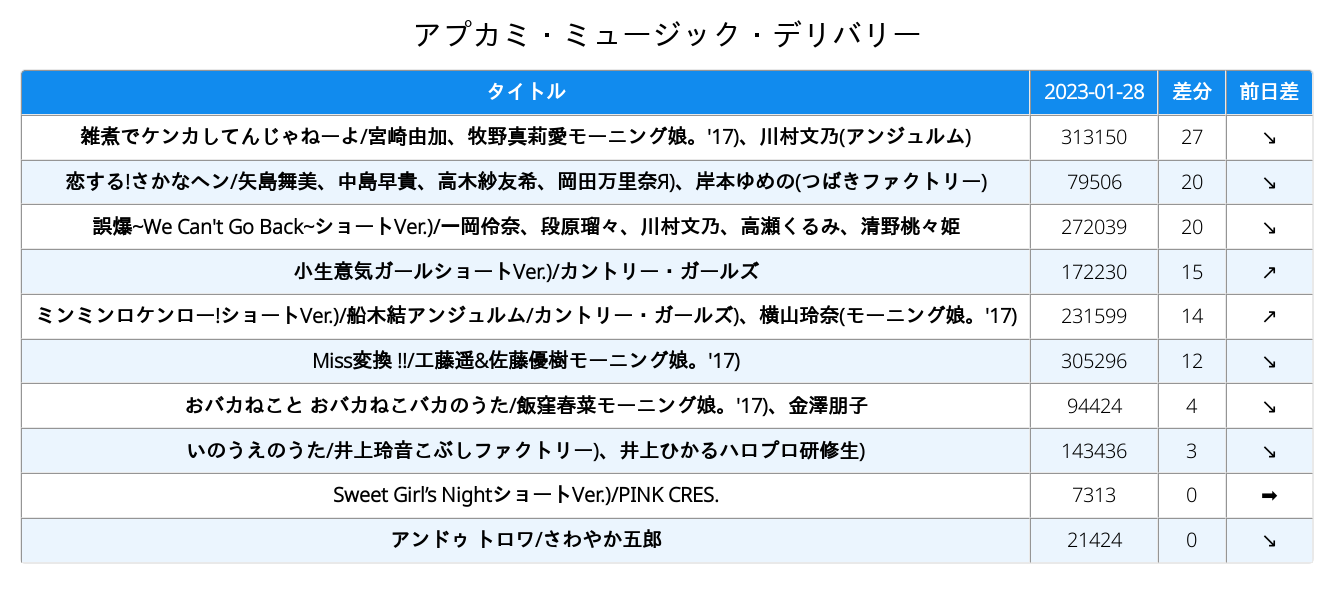 アプカミ・ミュージック・デリバリー
タイトル 2023-01-28 差分 前日差
雑煮でケンカしてんじゃねーよ/宮崎由加、牧野真莉愛モーニング娘。'17)、川村文乃(アンジュルム) 313150 27 ↘
恋する!さかなヘン/矢島舞美、中島早貴、高木紗友希、岡田万里奈Я)、岸本ゆめの(つばきファクトリー) 79506 20 ↘
誤爆~We Can't Go Back~ショートVer.)/一岡伶奈、段原瑠々、川村文乃、高瀬くるみ、清野桃々姫 272039 20 ↘
小生意気ガールショートVer.)/カントリー・ガールズ 172230 15 ↗
ミンミンロケンロー!ショートVer.)/船木結アンジュルム/カントリー・ガールズ)、横山玲奈(モーニング娘。'17) 231599 14 ↗
Miss変換 !!/工藤遥&佐藤優樹モーニング娘。'17) 305296 12 ↘
おバカねこと おバカねこバカのうた/飯窪春菜モーニング娘。'17)、金澤朋子 94424 4 ↘
いのうえのうた/井上玲音こぶしファクトリー)、井上ひかるハロプロ研修生) 143436 3 ↘
Sweet Girl’s NightショートVer.)/PINK CRES. 7313 0 ➡
アンドゥ トロワ/さわやか五郎 21424 0 ↘